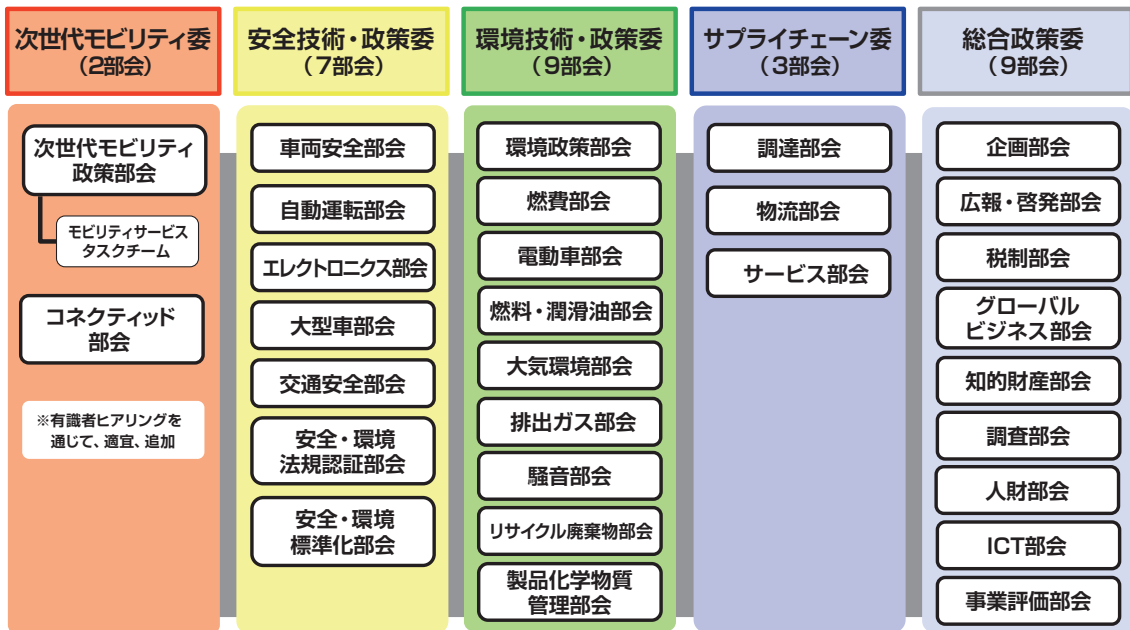 次世代モビリティ委
（2部会）
次世代モビリティ
政策部会
モビリティサービス
タスクチーム
コネクティッド
部会
※有識者ヒアリングを
通じて、適宜、追加
安全技術・政策委
（7部会）
車両安全部会
自動運転部会
エレクトロニクス部会
大型車部会
交通安全部会
安全・環境
法規認証部会
安全・環境
標準化部会
環境技術・政策委
（9部会）
環境政策部会
燃費部会
電動車部会
燃料・潤滑油部会
大気環境部会
排出ガス部会
騒音部会
リサイクル廃棄物部会
製品化学物質
管理部会
サプライチェーン委
（3部会）
調達部会
物流部会
サービス部会
総合政策委
（9部会）
企画部会
広報・啓発部会
税制部会
グローバル
ビジネス部会
知的財産部会
調査部会
人財部会
ICT部会
事業評価部会